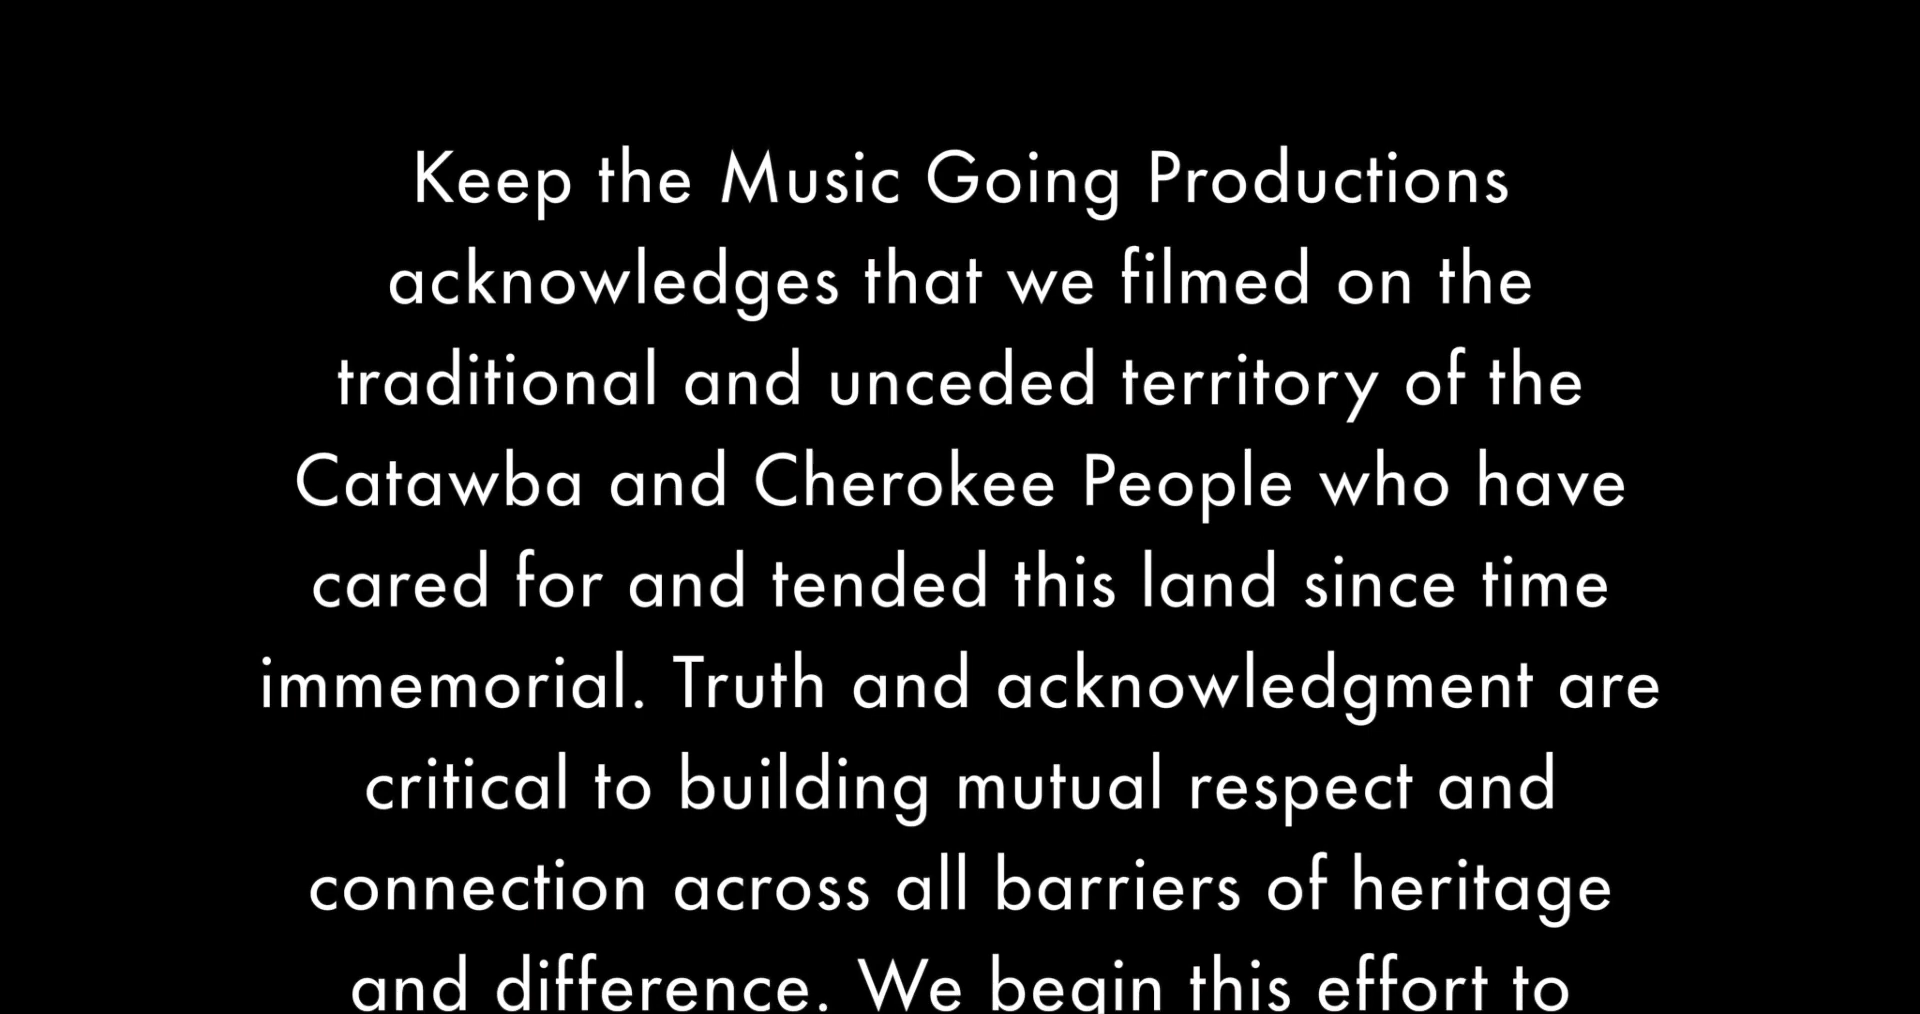 Keep the Music Going Productions
acknowledges that we filmed on the
traditional and unceded territory of the
Catawba and Cherokee People who have
cared for and tended this land since time
immemorial. Truth and acknowledgment are
critical to building mutual respect and
connection across all barriers of heritage
and difference. We begin this effort to